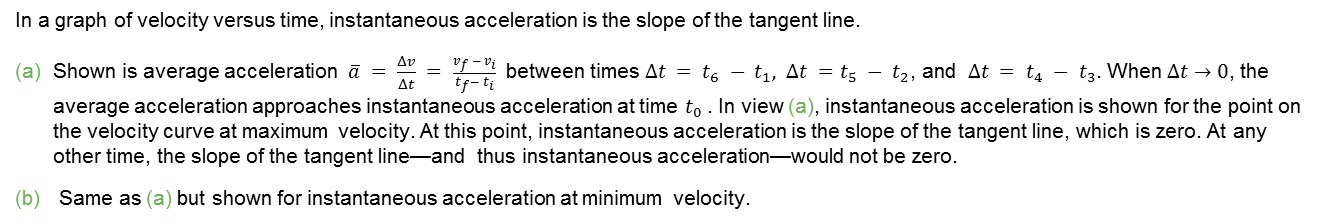 In a graph of velocity versus time, instantaneous acceleration is the slope of the tangent line.
(a) Shown is average acceleration a̅ = Δv/Δt = (v_f − v_i)/(t_f − t_i) between times Δt = t₆ − t₁, Δt = t₅ − t₂, and Δt = t₄ − t₃. When Δt → 0, the
average acceleration approaches instantaneous acceleration at time t₀ . In view (a), instantaneous acceleration is shown for the point on
the velocity curve at maximum velocity. At this point, instantaneous acceleration is the slope of the tangent line, which is zero. At any
other time, the slope of the tangent line—and thus instantaneous acceleration—would not be zero.
(b) Same as (a) but shown for instantaneous acceleration at minimum velocity.